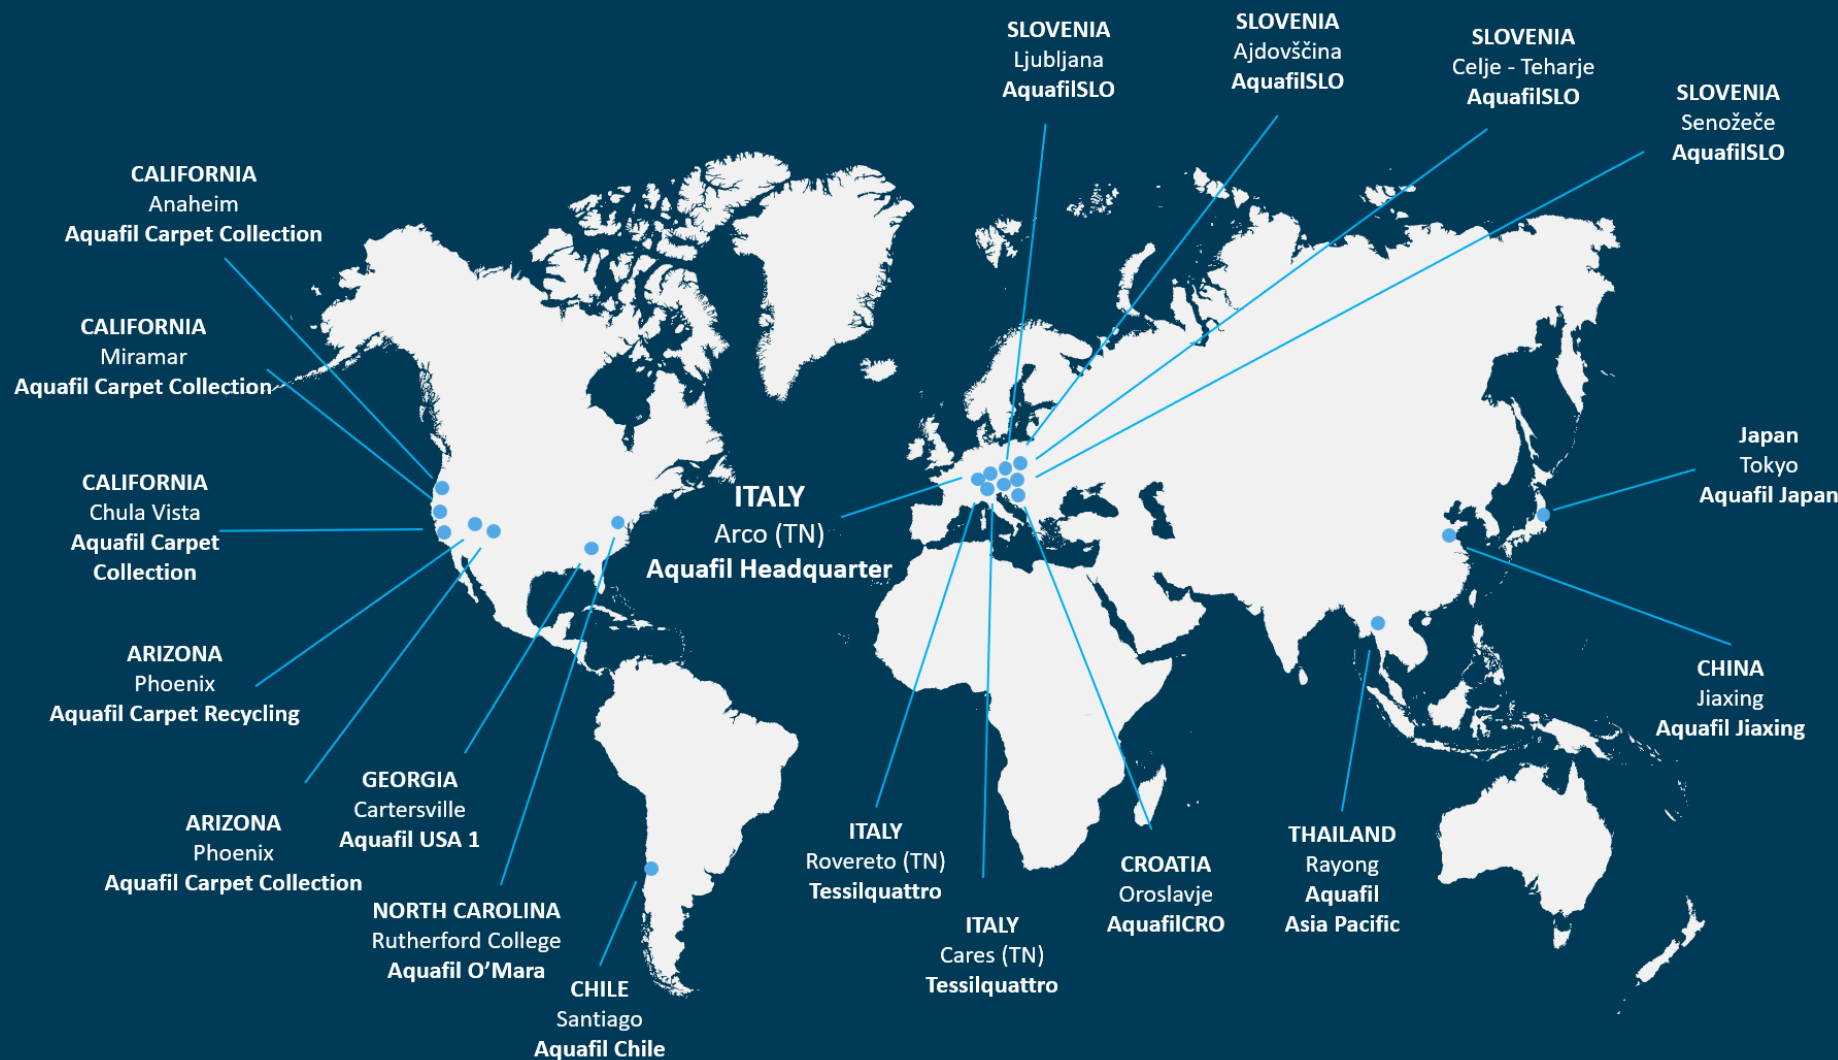 SLOVENIA
Ljubljana
AquafilSLO
SLOVENIA
Ajdovščina
AquafilSLO
SLOVENIA
Celje - Teharje
AquafilSLO
SLOVENIA
Senožeče
AquafilSLO
CALIFORNIA
Anaheim
Aquafil Carpet Collection
CALIFORNIA
Miramar
Aquafil Carpet Collection
CALIFORNIA
Chula Vista
Aquafil Carpet
Collection
ITALY
Arco (TN)
Aquafil Headquarter
Japan
Tokyo
Aquafil Japan
ARIZONA
Phoenix
Aquafil Carpet Recycling
CHINA
Jiaxing
Aquafil Jiaxing
ARIZONA
Phoenix
Aquafil Carpet Collection
GEORGIA
Cartersville
Aquafil USA 1
NORTH CAROLINA
Rutherford College
Aquafil O’Mara
CHILE
Santiago
Aquafil Chile
ITALY
Rovereto (TN)
Tessilquattro
ITALY
Cares (TN)
Tessilquattro
CROATIA
Oroslavje
AquafilCRO
THAILAND
Rayong
Aquafil
Asia Pacific